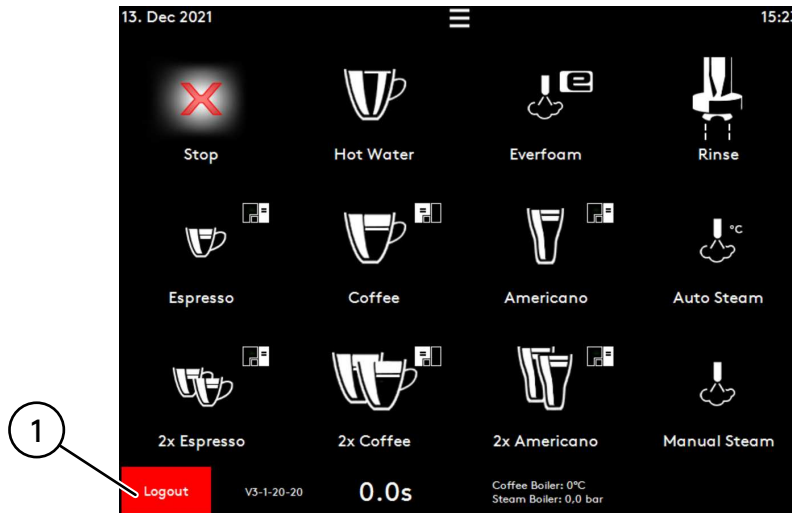 13. Dec 2021
15:23
e
Stop
Hot Water
Everfoam
Rinse
°C
Espresso
Coffee
Americano
Auto Steam
2x Espresso
2x Coffee
2x Americano
Manual Steam
1
Logout
V3-1-20-20
0.0s
Coffee Boiler: 0°C
Steam Boiler: 0,0 bar